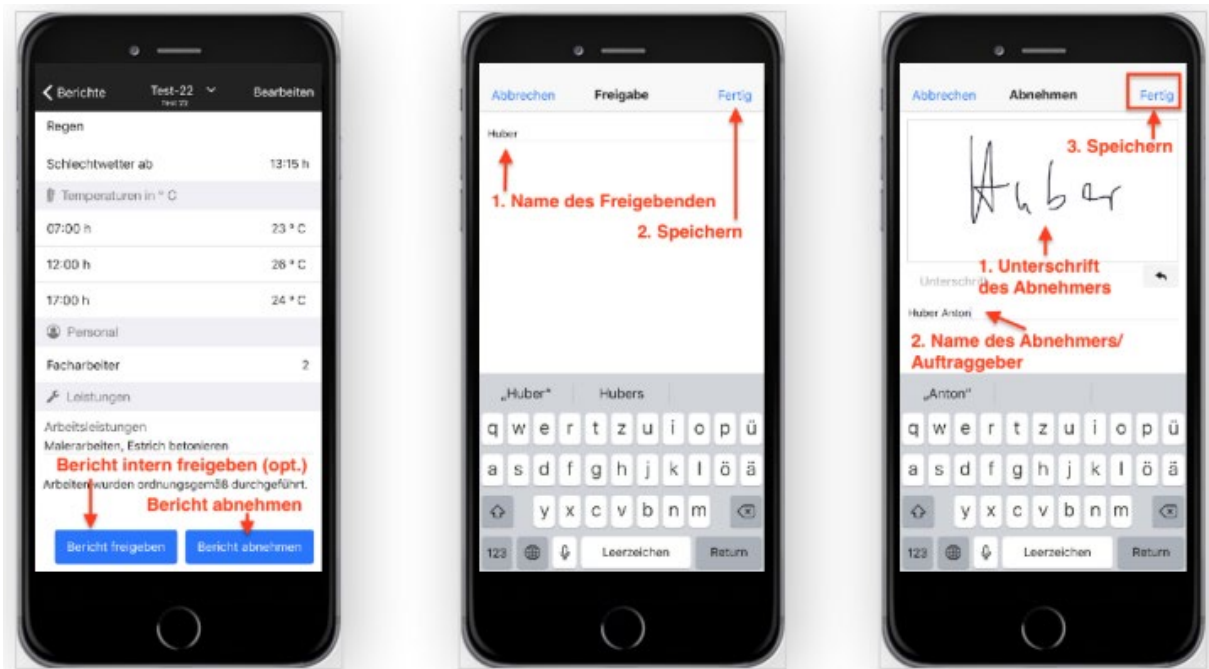 Berichte
Test-22
Test 22
Bearbeiten
Regen
Schlechtwetter ab 13:15 h
Temperaturen in ° C
07:00 h 23 ° C
12:00 h 26 ° C
17:00 h 24 ° C
Personal
Facharbeiter 2
Leistungen
Arbeitsleistungen
Malerarbeiten, Estrich betonieren
Bericht intern freigeben (opt.)
Arbeiten wurden ordnungsgemäß durchgeführt.
Bericht abnehmen
Bericht freigeben
Bericht abnehmen
Abbrechen Freigabe Fertig
Huber
1. Name des Freigebenden
2. Speichern
„Huber“ Hubers
q w e r t z u i o p ü
a s d f g h j k l ö ä
y x c v b n m
123 Leerzeichen Return
Abbrechen Abnehmen Fertig
3. Speichern
Huber
1. Unterschrift
des Abnehmers
Unterschrift
Huber Anton
2. Name des Abnehmers/
Auftraggeber
„Anton“
q w e r t z u i o p ü
a s d f g h j k l ö ä
y x c v b n m
123 Leerzeichen Return